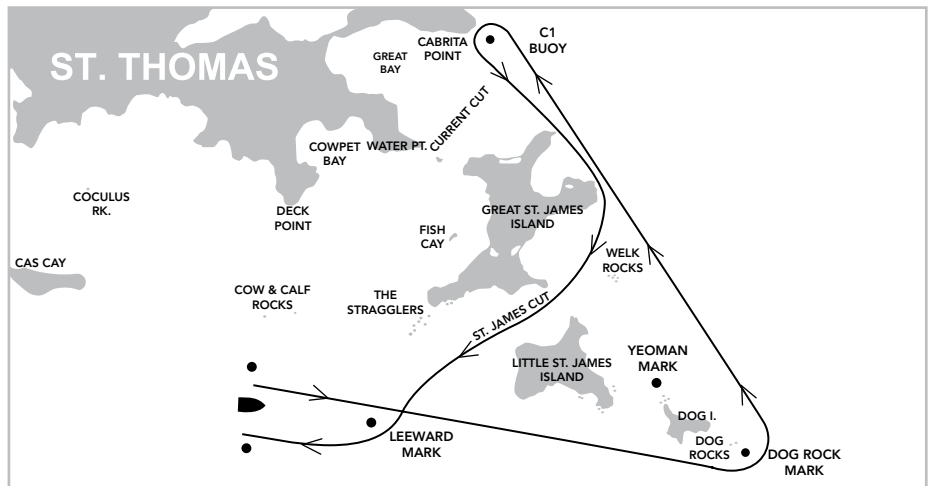 CABRITA
POINT
C1
BUOY
GREAT
BAY
ST. THOMAS
CURRENT CUT
COWPET
BAY
WATER PT.
COCULUS
RK.
DECK
POINT
GREAT ST. JAMES
ISLAND
FISH
CAY
WELK
ROCKS
CAS CAY
COW & CALF
ROCKS
THE
STRAGGLERS
ST. JAMES CUT
LITTLE ST. JAMES
ISLAND
YEOMAN
MARK
DOG I.
LEEWARD
MARK
DOG
ROCKS
DOG ROCK
MARK